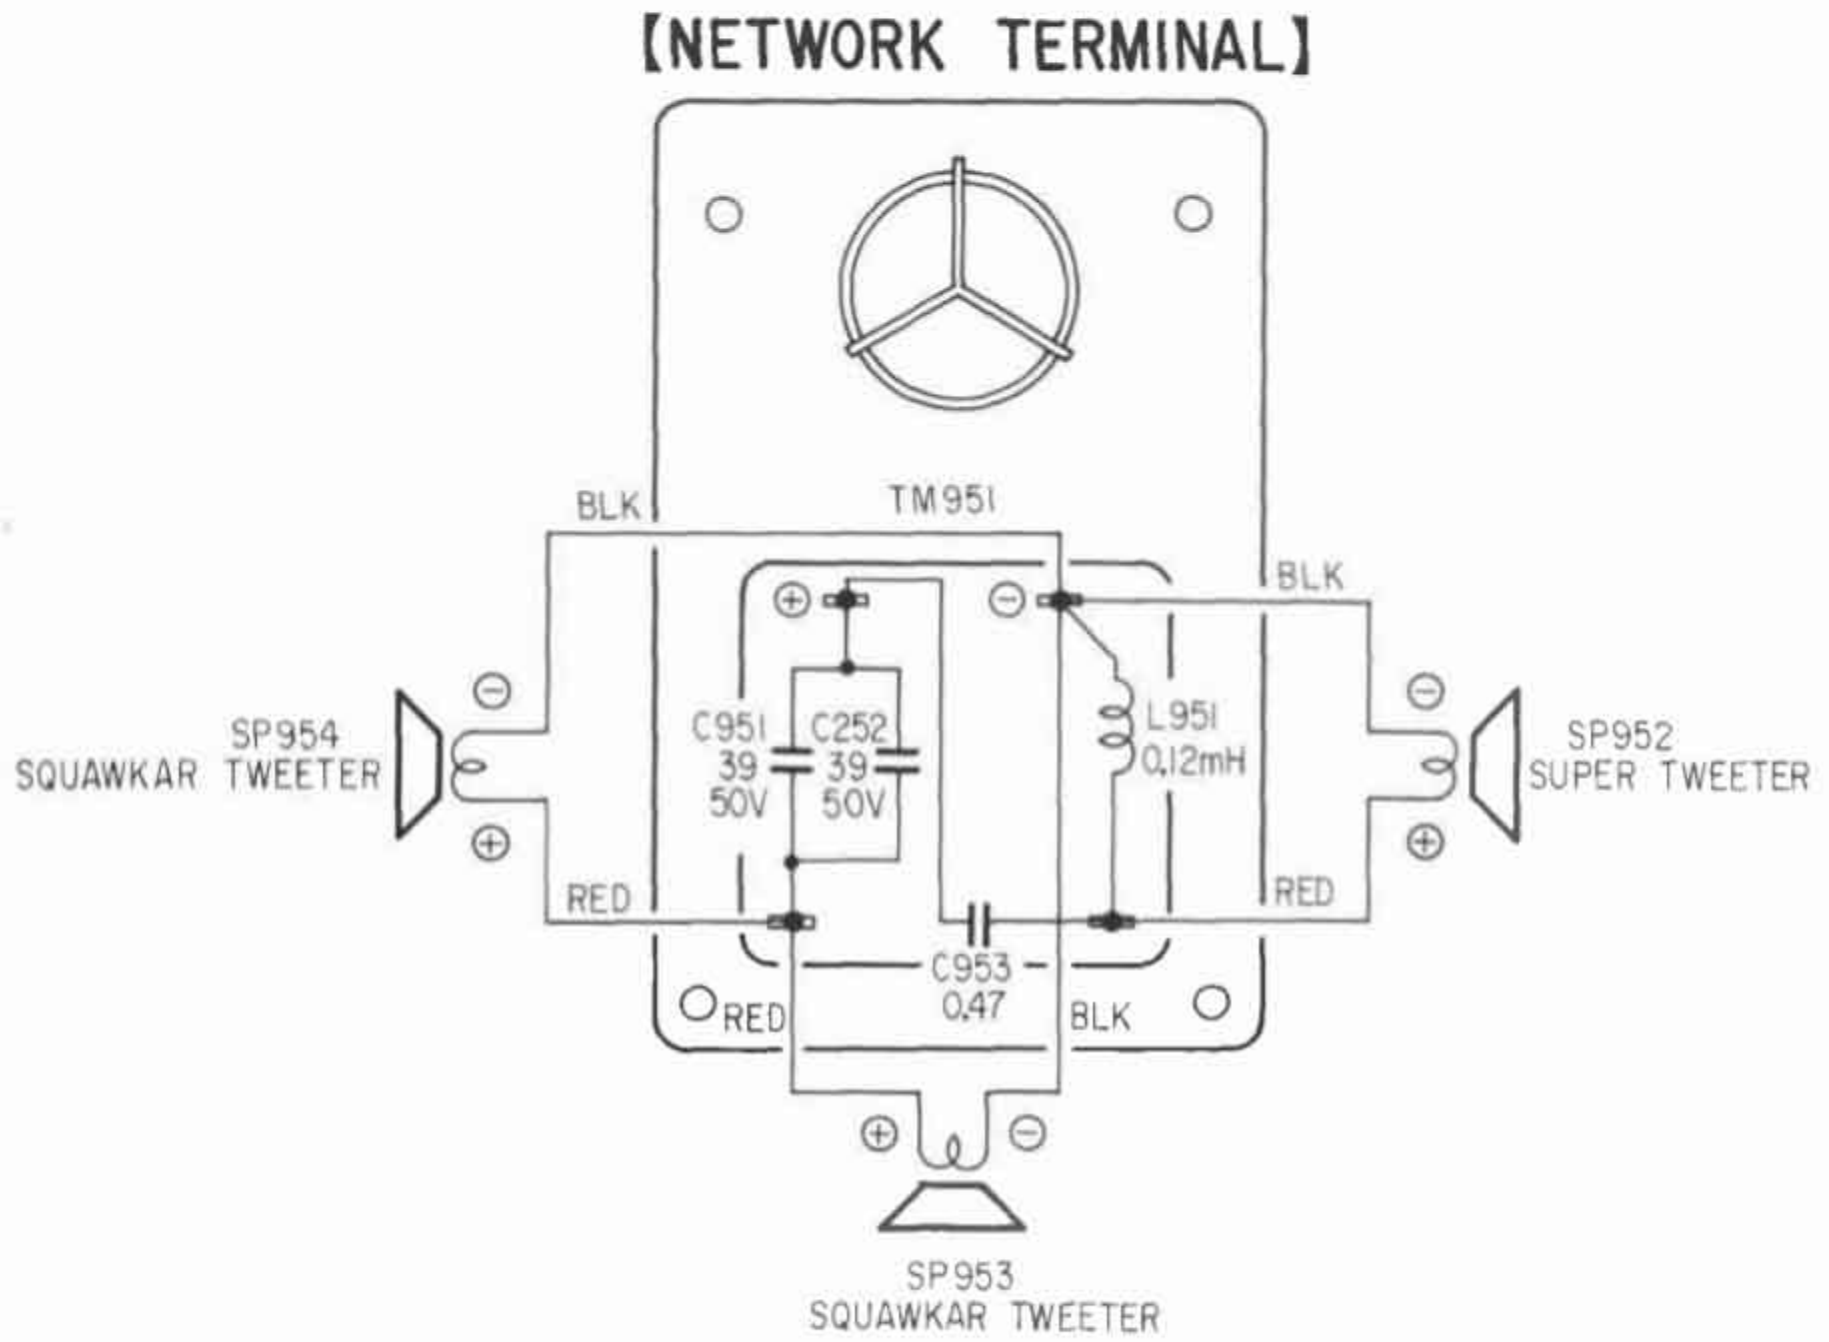 【NETWORK TERMINAL】
TM951
BLK
BLK
⊕
⊖
⊖
⊖
SP954
SQUAWKAR TWEETER
C951
39
50V
C252
39
50V
L951
0.12mH
SP952
SUPER TWEETER
⊕
⊕
RED
RED
C953
0.47
RED
BLK
⊕
⊖
SP953
SQUAWKAR TWEETER